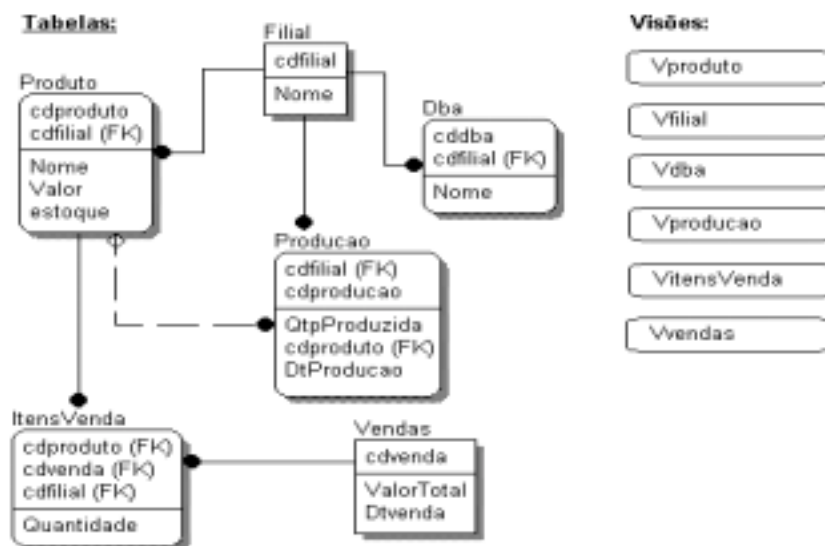 Tabelas:
Filial
cdfilial
Nome
Produto
cdproduto
cdfilial (FK)
Nome
Valor
estoque
Dba
cddba
cdfilial (FK)
Nome
Producao
cdfilial (FK)
cdproducao
QtpProduzida
cdproduto (FK)
DtProducao
ItensVenda
cdproduto (FK)
cdvenda (FK)
cdfilial (FK)
Quantidade
Vendas
cdvenda
ValorTotal
Dtvenda
Visões:
Vproduto
Vfilial
Vdba
Vproducao
VitensVenda
Vvendas